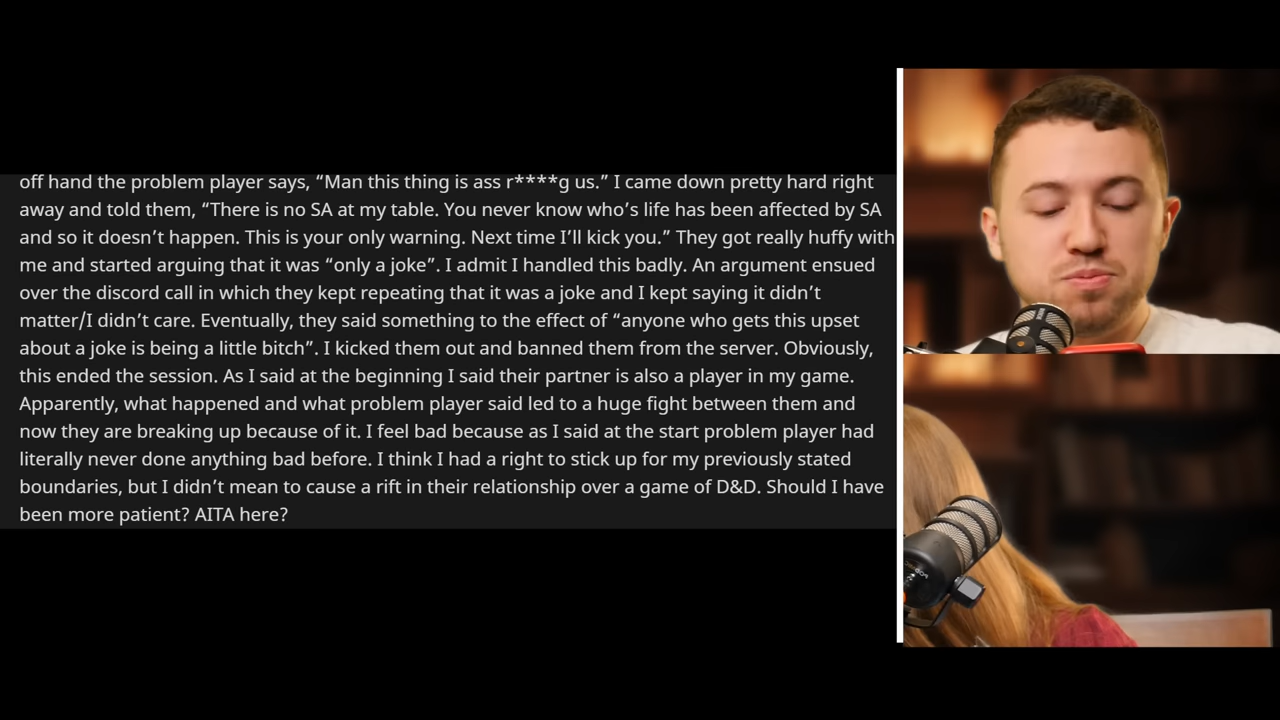 off hand the problem player says, “Man this thing is ass r****g us.” I came down pretty hard right
away and told them, “There is no SA at my table. You never know who’s life has been affected by SA
and so it doesn’t happen. This is your only warning. Next time I’ll kick you.” They got really huffy with
me and started arguing that it was “only a joke”. I admit I handled this badly. An argument ensued
over the discord call in which they kept repeating that it was a joke and I kept saying it didn’t
matter/I didn’t care. Eventually, they said something to the effect of “anyone who gets this upset
about a joke is being a little bitch”. I kicked them out and banned them from the server. Obviously,
this ended the session. As I said at the beginning I said their partner is also a player in my game.
Apparently, what happened and what problem player said led to a huge fight between them and
now they are breaking up because of it. I feel bad because as I said at the start problem player had
literally never done anything bad before. I think I had a right to stick up for my previously stated
boundaries, but I didn’t mean to cause a rift in their relationship over a game of D&D. Should I have
been more patient? AITA here?